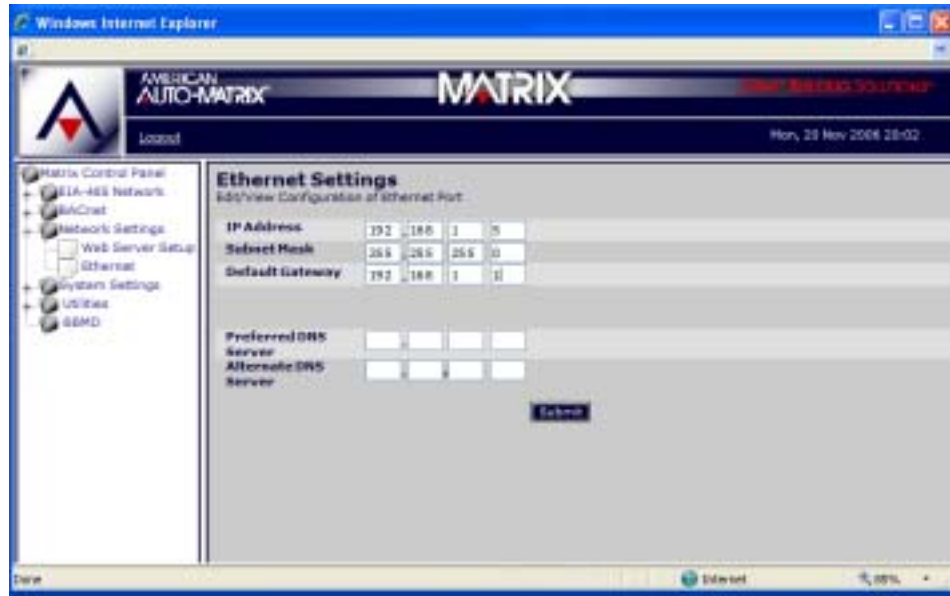 Windows Internet Explorer
AMERICAN
AUTO-MATRIX
MATRIX
Logout
Mon, 20 Nov 2006 20:02
Matrix Control Panel
EIA-485 Network
BACnet
Network Settings
Web Server Setup
Ethernet
System Settings
Utilities
BBMD
Ethernet Settings
Edit/View Configuration of Ethernet Port
IP Address 192 . 168 1 5
Subnet Mask 255 . 255 255 0
Default Gateway 192 . 168 1 1
Preferred DNS
Server
Alternate DNS
Server
Submit
Done
Internet